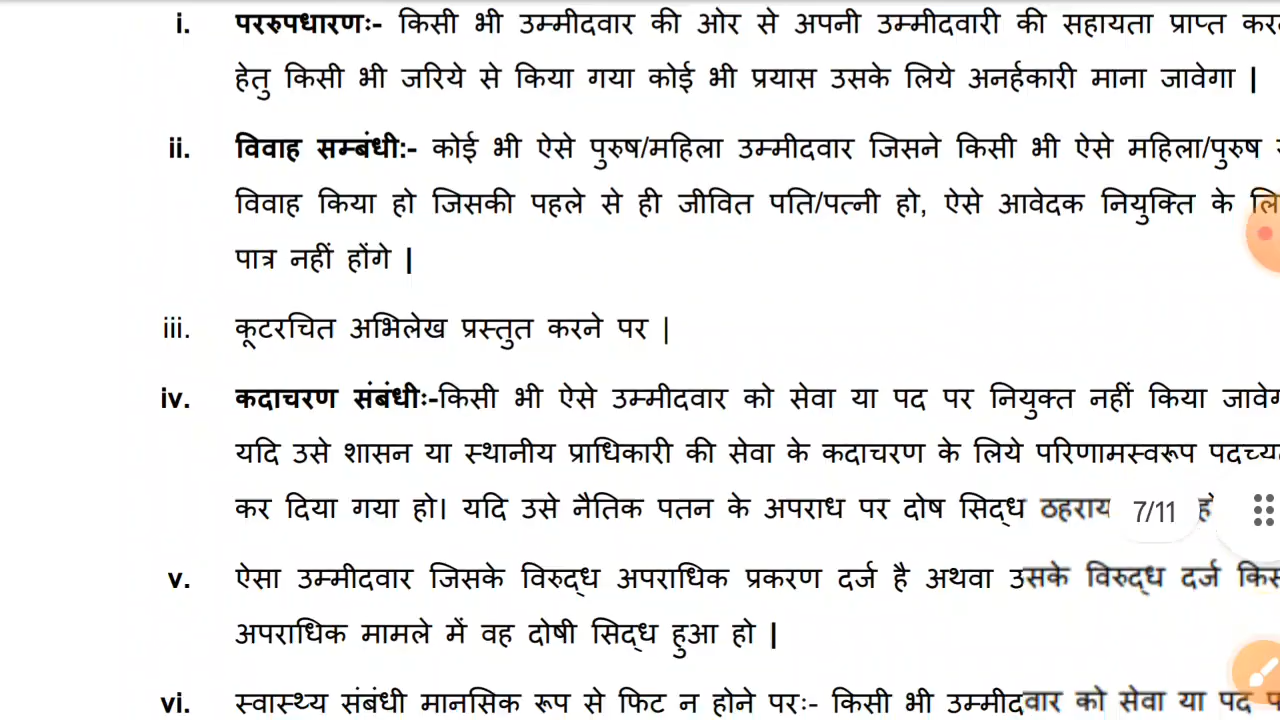 i. पररुपधारणः- किसी भी उम्मीदवार की ओर से अपनी उम्मीदवारी की सहायता प्राप्त
हेतु किसी भी जरिये से किया गया कोई भी प्रयास उसके लिये अनर्हकारी माना जावेगा |
ii. विवाह सम्बंधी:- कोई भी ऐसे पुरुष/महिला उम्मीदवार जिसने किसी भी ऐसे महिला/पुरुष
विवाह किया हो जिसकी पहले से ही जीवित पति/पत्नी हो, ऐसे आवेदक नियुक्ति के
पात्र नहीं होंगे |
iii. कूटरचित अभिलेख प्रस्तुत करने पर |
iv. कदाचरण संबंधीः-किसी भी ऐसे उम्मीदवार को सेवा या पद पर नियुक्त नहीं किया
यदि उसे शासन या स्थानीय प्राधिकारी की सेवा के कदाचरण के लिये परिणामस्वरूप
कर दिया गया हो। यदि उसे नैतिक पतन के अपराध पर दोष सिद्ध
7/11
v. ऐसा उम्मीदवार जिसके विरुद्ध अपराधिक प्रकरण दर्ज है अथवा उसके विरुद्ध दर्ज
अपराधिक मामले में वह दोषी सिद्ध हुआ हो |
vi. स्वास्थ्य संबंधी मानसिक रूप से फिट न होने परः- किसी भी उम्मीदवार को सेवा या पद